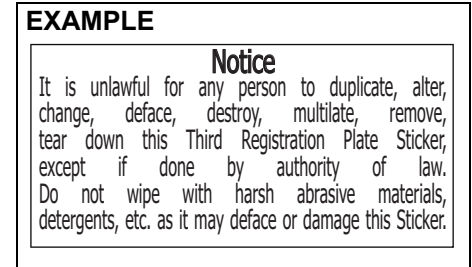 EXAMPLE
Notice
It is unlawful for any person to duplicate, alter,
change, deface, destroy, multilate, remove,
tear down this Third Registration Plate Sticker,
except if done by authority of law.
Do not wipe with harsh abrasive materials,
detergents, etc. as it may deface or damage this Sticker.